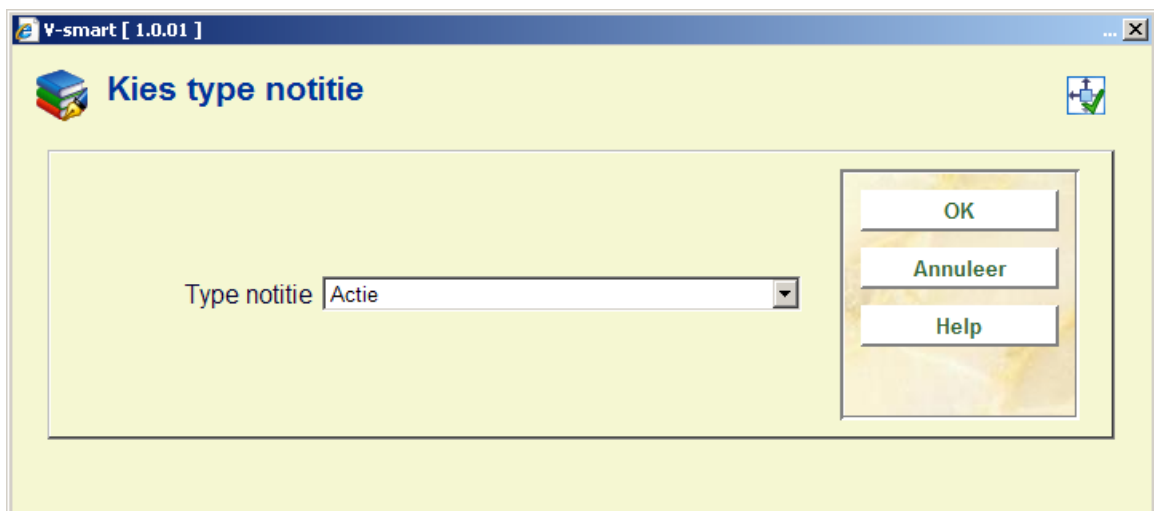 V-smart [ 1.0.01 ] ...
Kies type notitie
OK
Annuleer
Type notitie Actie
Help